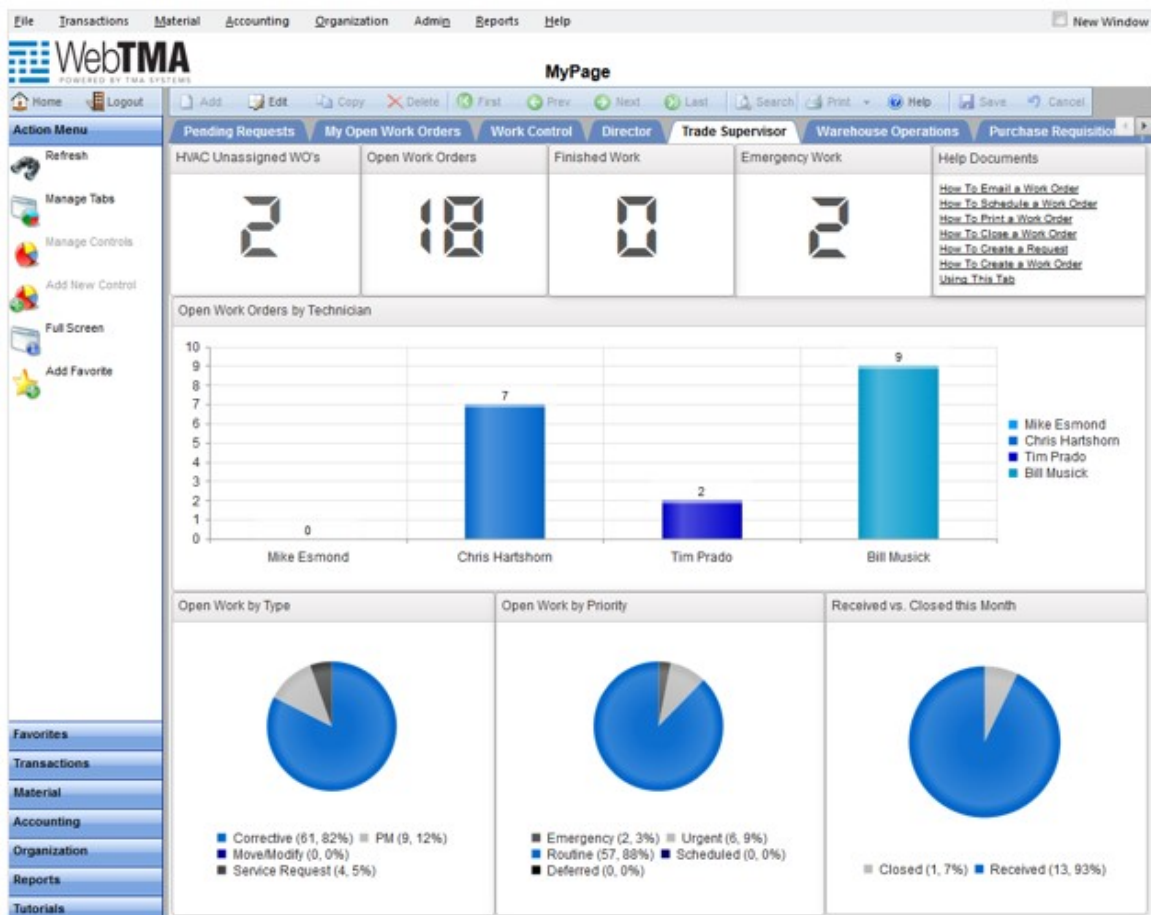 File Transactions Material Accounting Organization Admin Reports Help New Window
WebTMA
POWERED BY TMA SYSTEMS
MyPage
Home Logout Add Edit Copy Delete First Prev Next Last Search Print Help Save Cancel
Action Menu
Pending Requests My Open Work Orders Work Control Director Trade Supervisor Warehouse Operations Purchase Requisition
Refresh
Manage Tabs
Manage Controls
Add New Control
Full Screen
Add Favorite
HVAC Unassigned WO's Open Work Orders Finished Work Emergency Work Help Documents
2 18 0 2
How To Email a Work Order
How To Schedule a Work Order
How To Print a Work Order
How To Close a Work Order
How To Create a Request
How To Create a Work Order
Using This Tab
Open Work Orders by Technician
10
9
8
7
6
5
4
3
2
1
0
0 7 2 9
Mike Esmond Chris Hartshorn Tim Prado Bill Musick
Mike Esmond
Chris Hartshorn
Tim Prado
Bill Musick
Open Work by Type
Corrective (61, 82%) PM (9, 12%)
Move/Modify (0, 0%)
Service Request (4, 5%)
Open Work by Priority
Emergency (2, 3%) Urgent (6, 9%)
Routine (57, 88%) Scheduled (0, 0%)
Deferred (0, 0%)
Received vs. Closed this Month
Closed (1, 7%) Received (13, 93%)
Favorites
Transactions
Material
Accounting
Organization
Reports
Tutorials